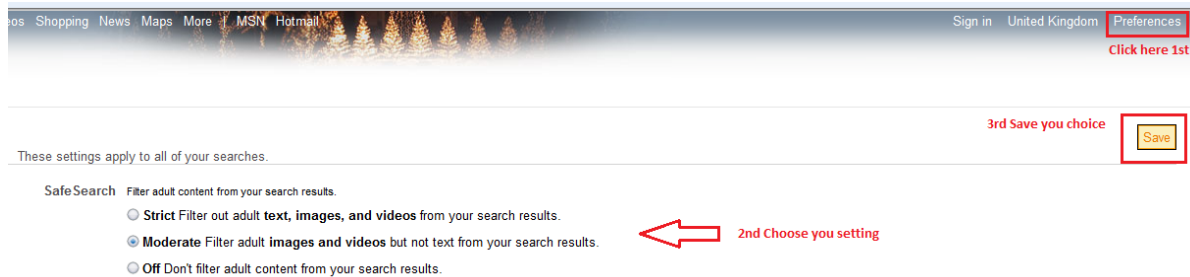 eos Shopping News Maps More | MSN Hotmail Sign in United Kingdom Preferences
Click here 1st
3rd Save you choice
Save
These settings apply to all of your searches.
SafeSearch Filter adult content from your search results.
Strict Filter out adult text, images, and videos from your search results.
Moderate Filter adult images and videos but not text from your search results.
2nd Choose you setting
Off Don't filter adult content from your search results.